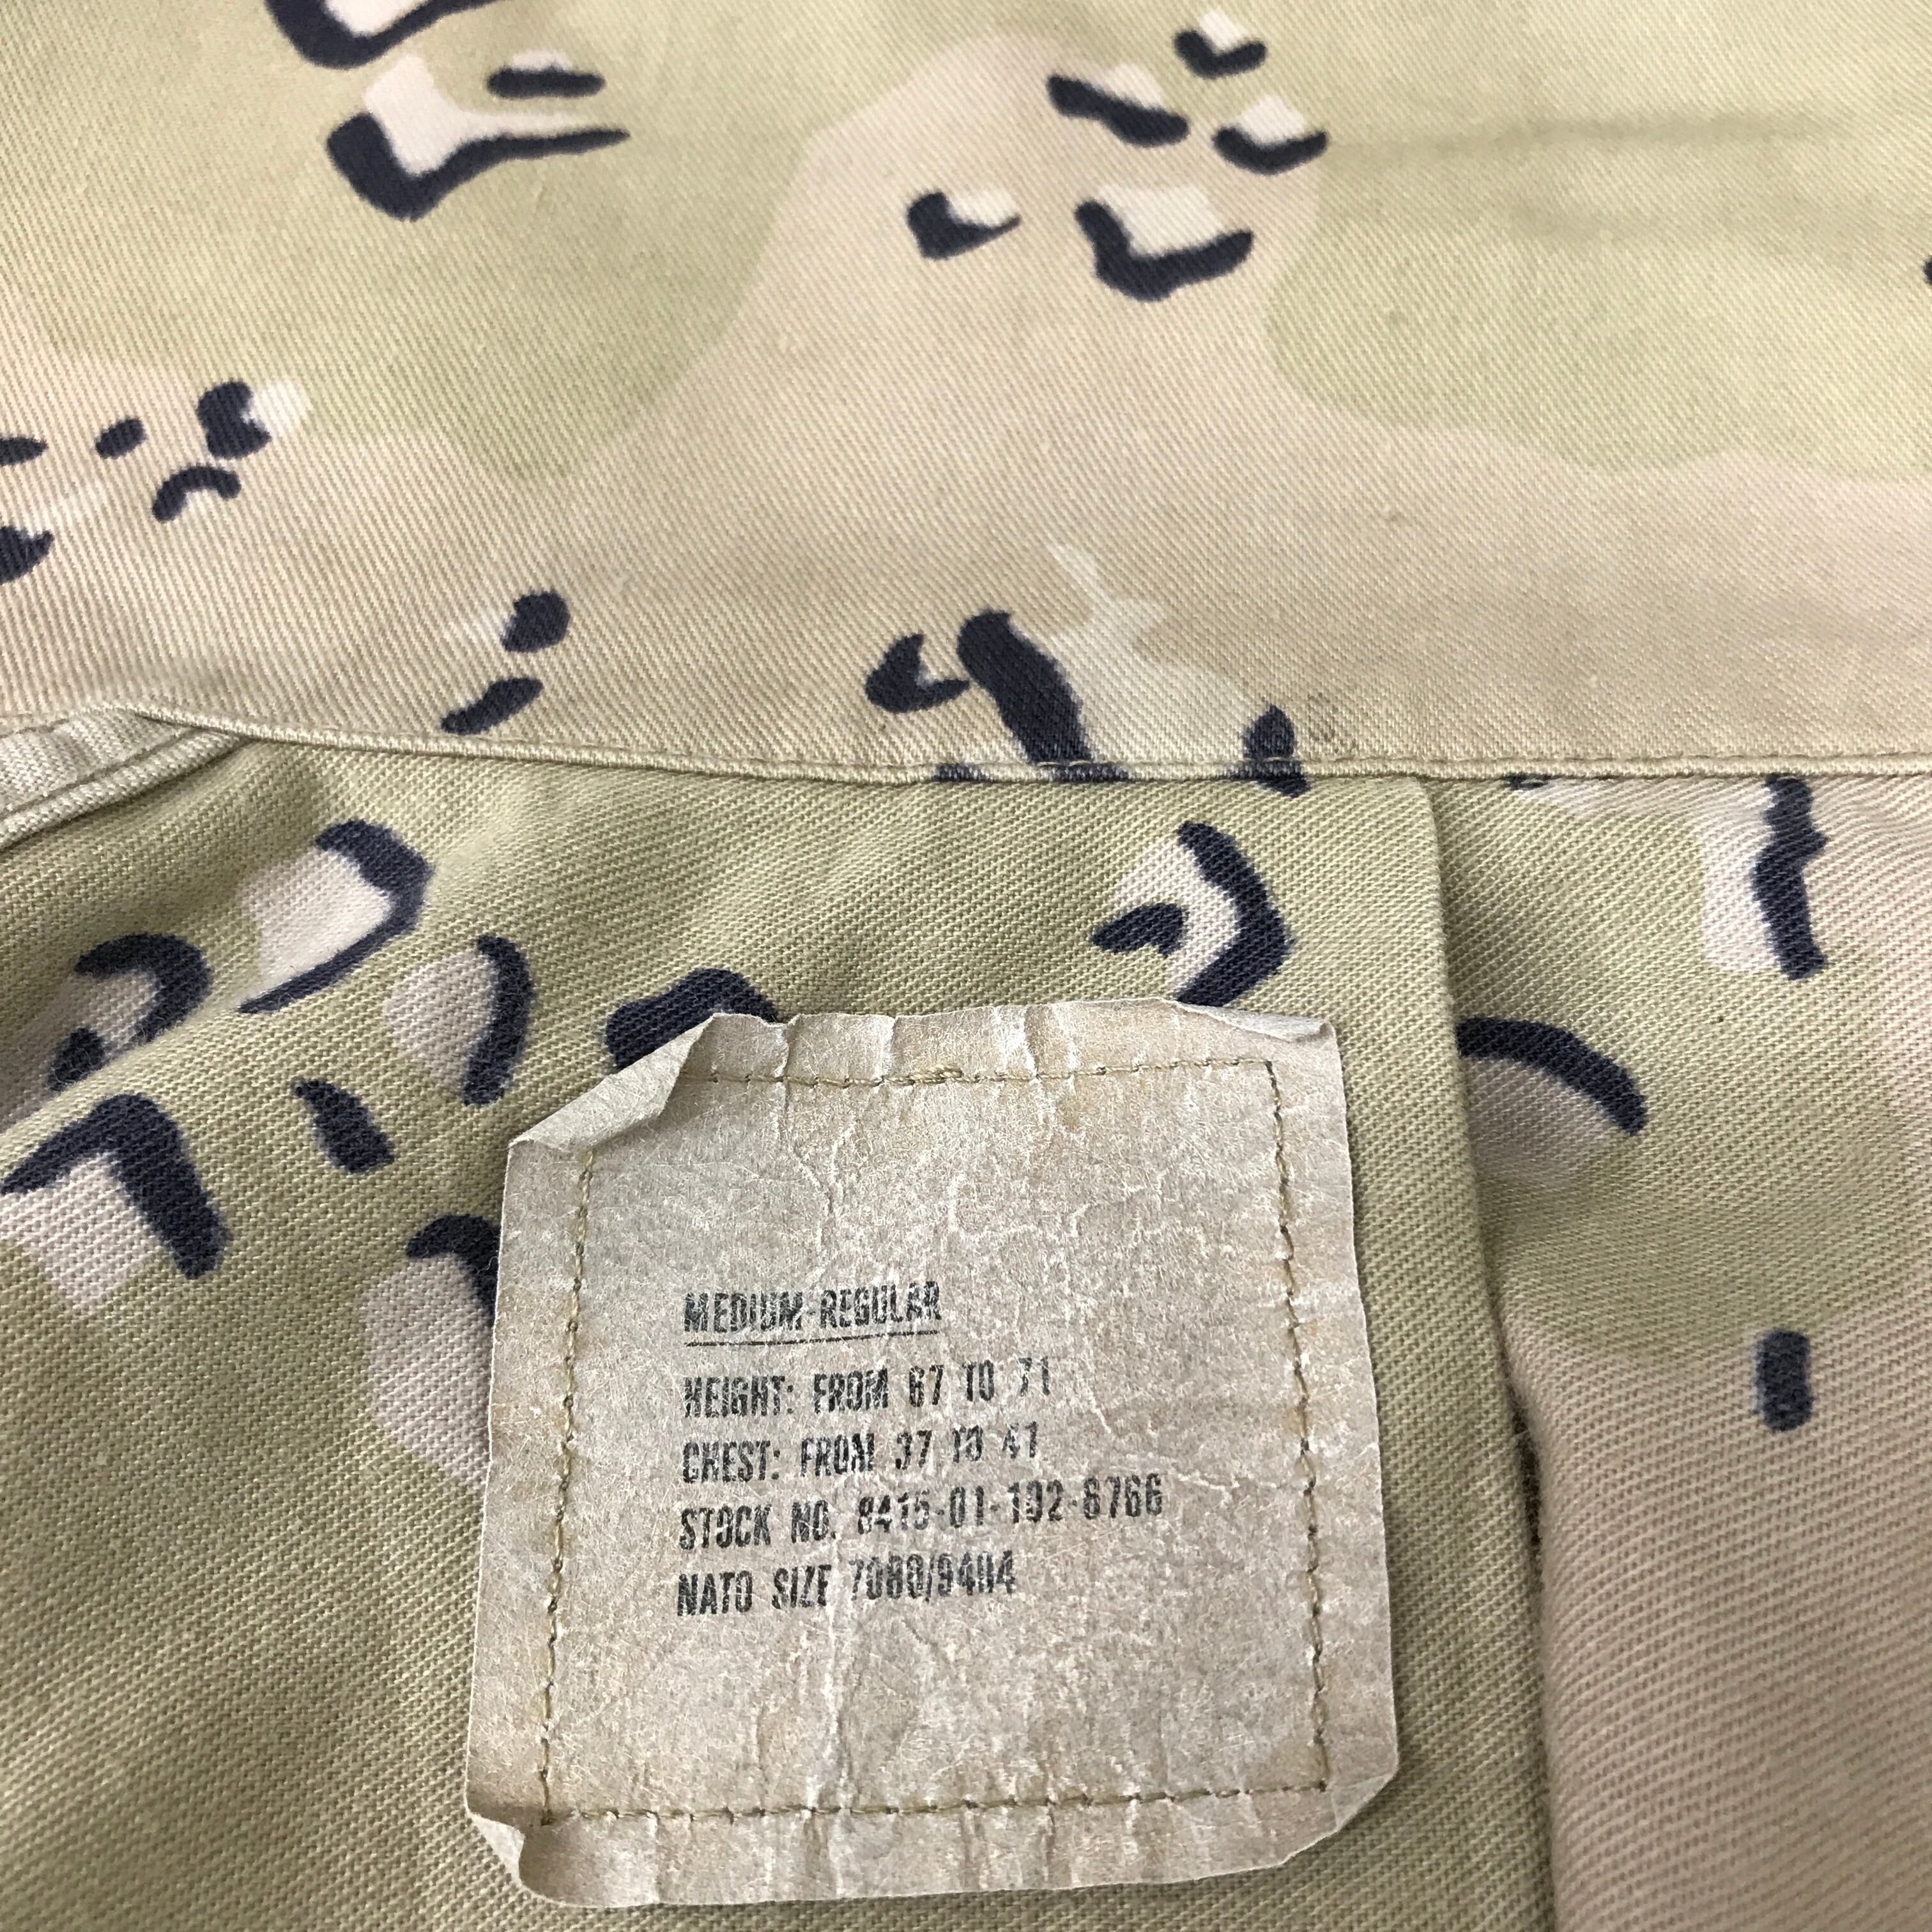 MEDIUM-REGULAR
HEIGHT: FROM 67 TO 71
CHEST: FROM 37 TO 41
STOCK NO. 8415-01-102-6766
NATO SIZE 7080/9404